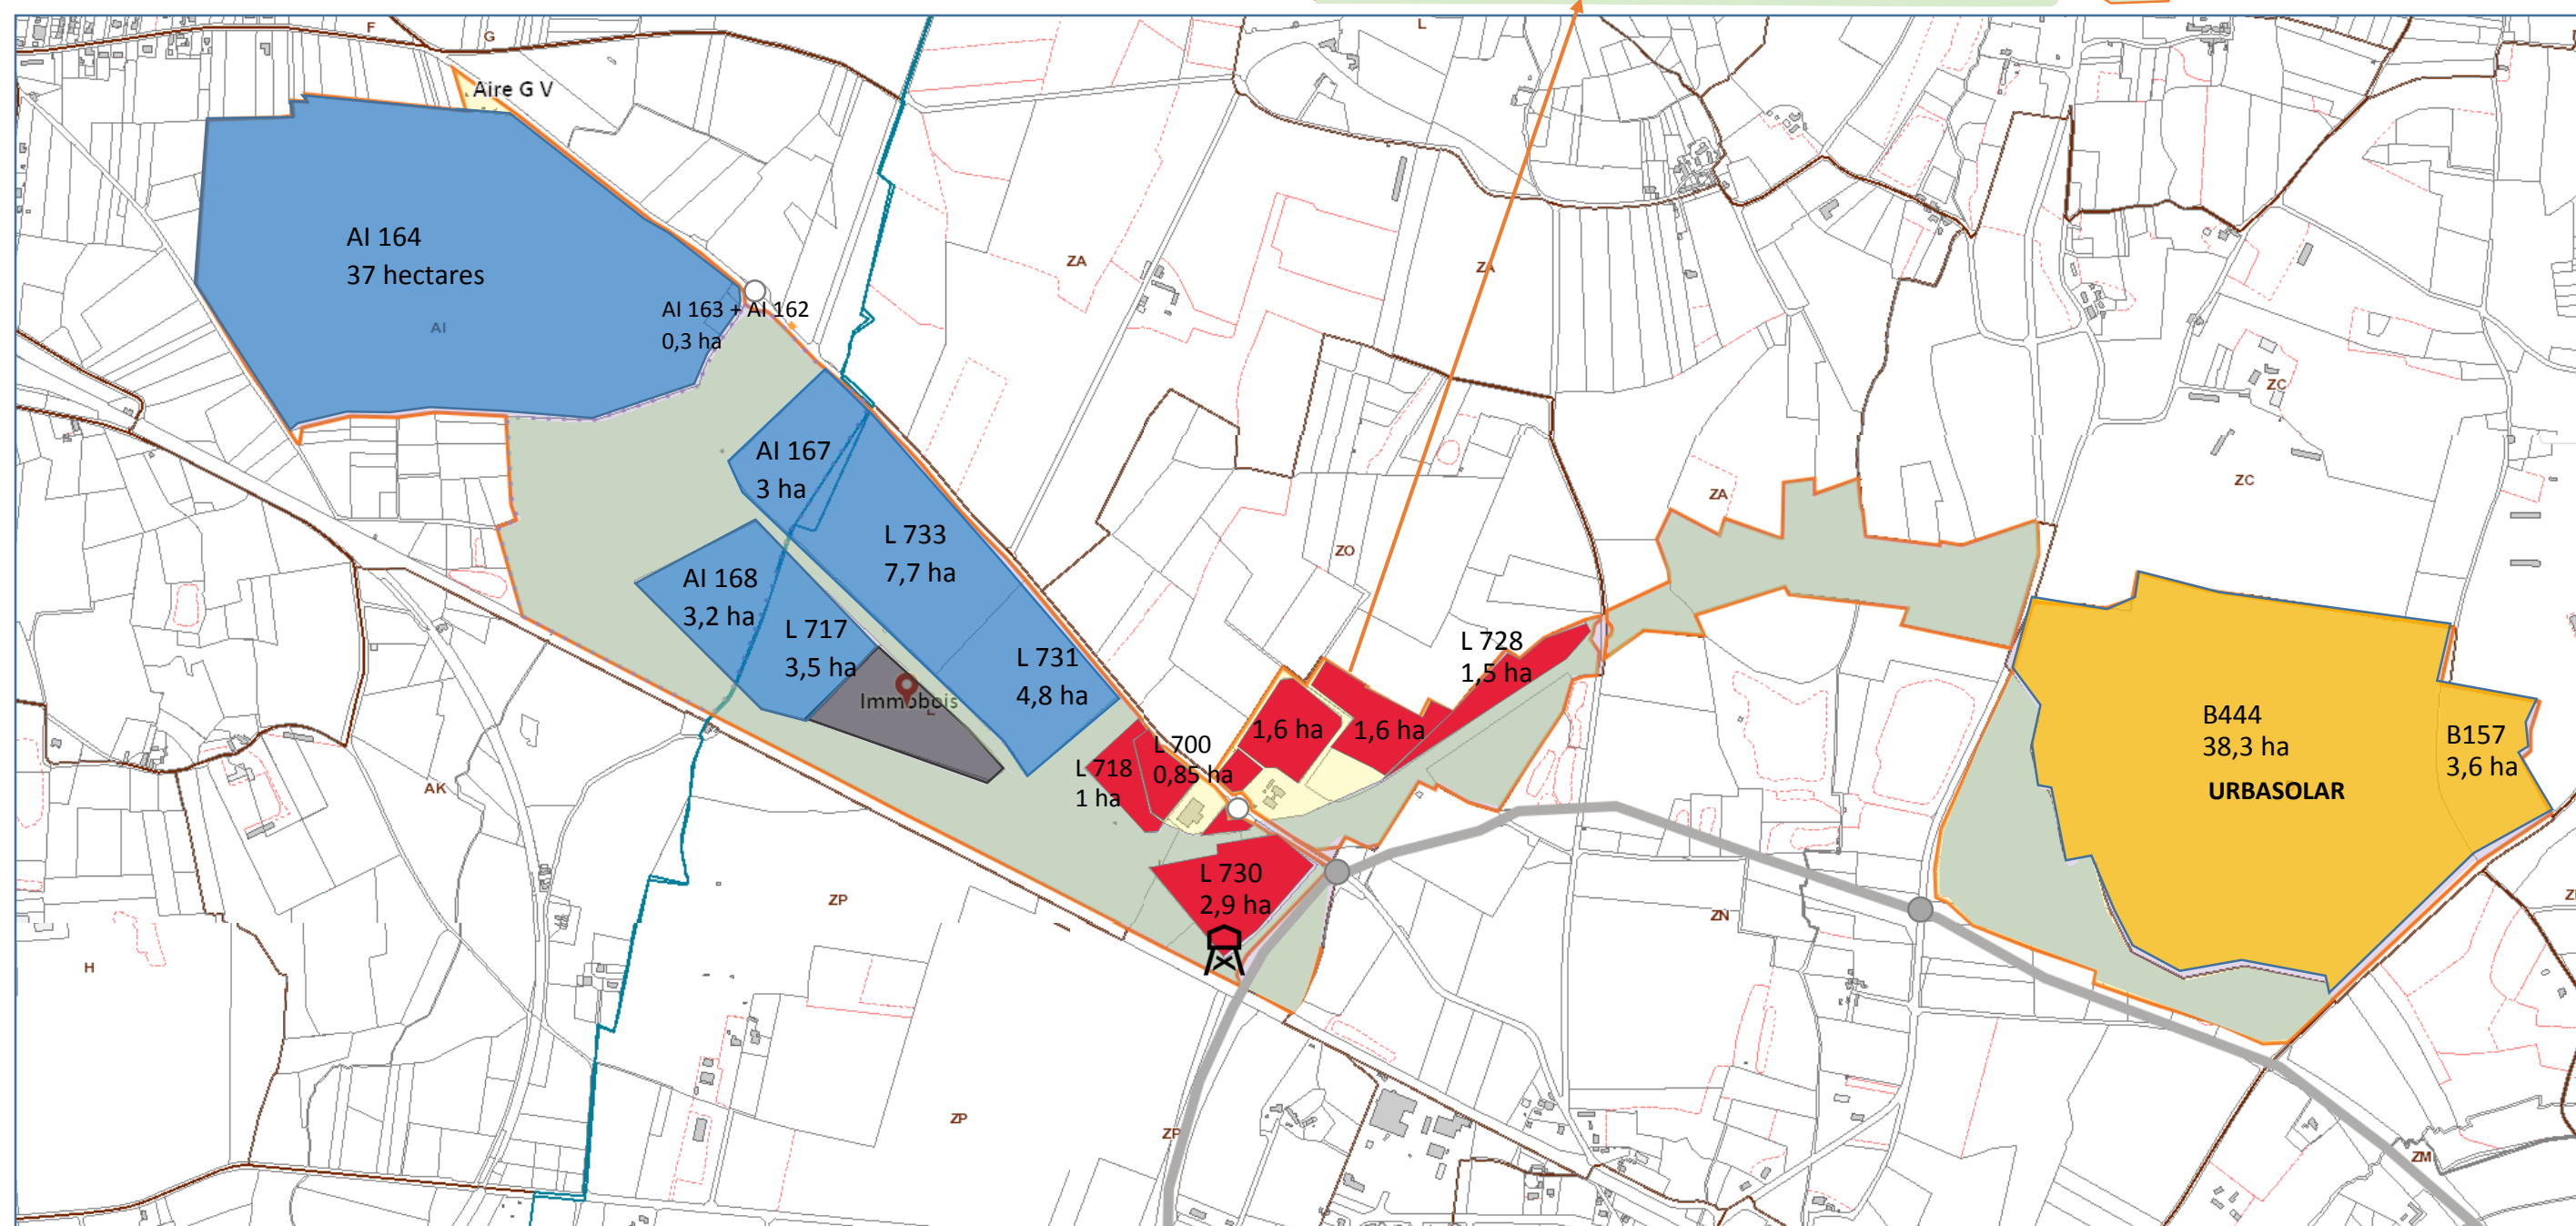 F
G
L
Aire G V
AI 164
37 hectares
AI
ZA
ZA
AI 163 + AI 162
0,3 ha
ZC
AI 167
3 ha
ZA
ZC
L 733
7,7 ha
ZO
AI 168
3,2 ha
L 717
3,5 ha
L 731
4,8 ha
L 728
1,5 ha
Immobois
L
1,6 ha
1,6 ha
L 700
0,85 ha
L 718
1 ha
B444
38,3 ha
URBASOLAR
B157
3,6 ha
AK
L 730
2,9 ha
ZP
ZN
H
ZP
ZP
ZM